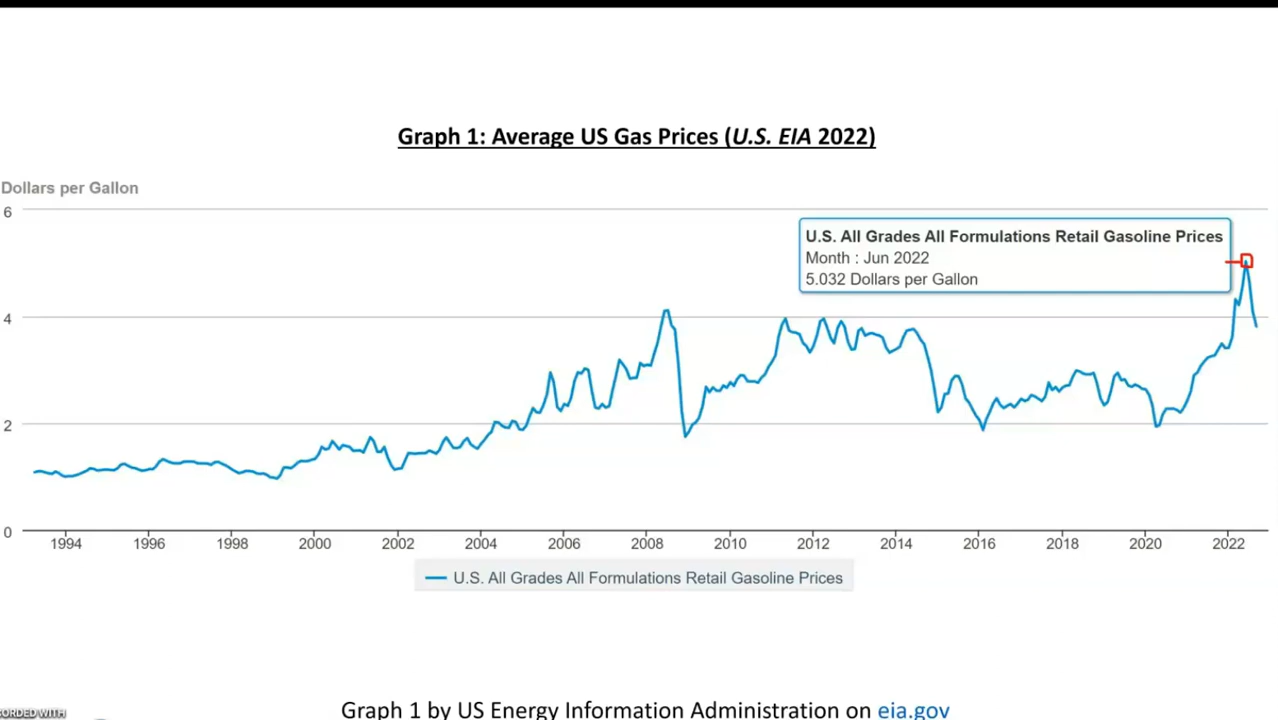 Graph 1: Average US Gas Prices (U.S. EIA 2022)
Dollars per Gallon
6
U.S. All Grades All Formulations Retail Gasoline Prices
Month : Jun 2022
5.032 Dollars per Gallon
4
2
0
1994 1996 1998 2000 2002 2004 2006 2008 2010 2012 2014 2016 2018 2020 2022
U.S. All Grades All Formulations Retail Gasoline Prices
Graph 1 by US Energy Information Administration on eia.gov
CORDED WITH